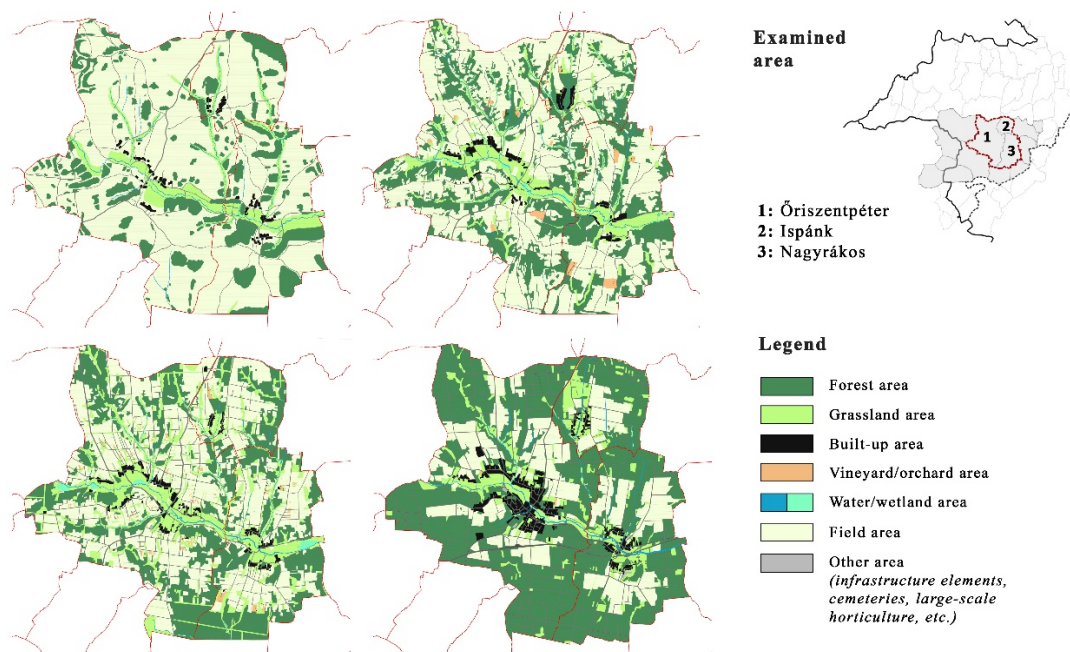 Examined
area
1
2
3
1: Őriszentpéter
2: Ispánk
3: Nagyrákos
Legend
Forest area
Grassland area
Built-up area
Vineyard/orchard area
Water/wetland area
Field area
Other area
(infrastructure elements,
cemeteries, large-scale
horticulture, etc.)